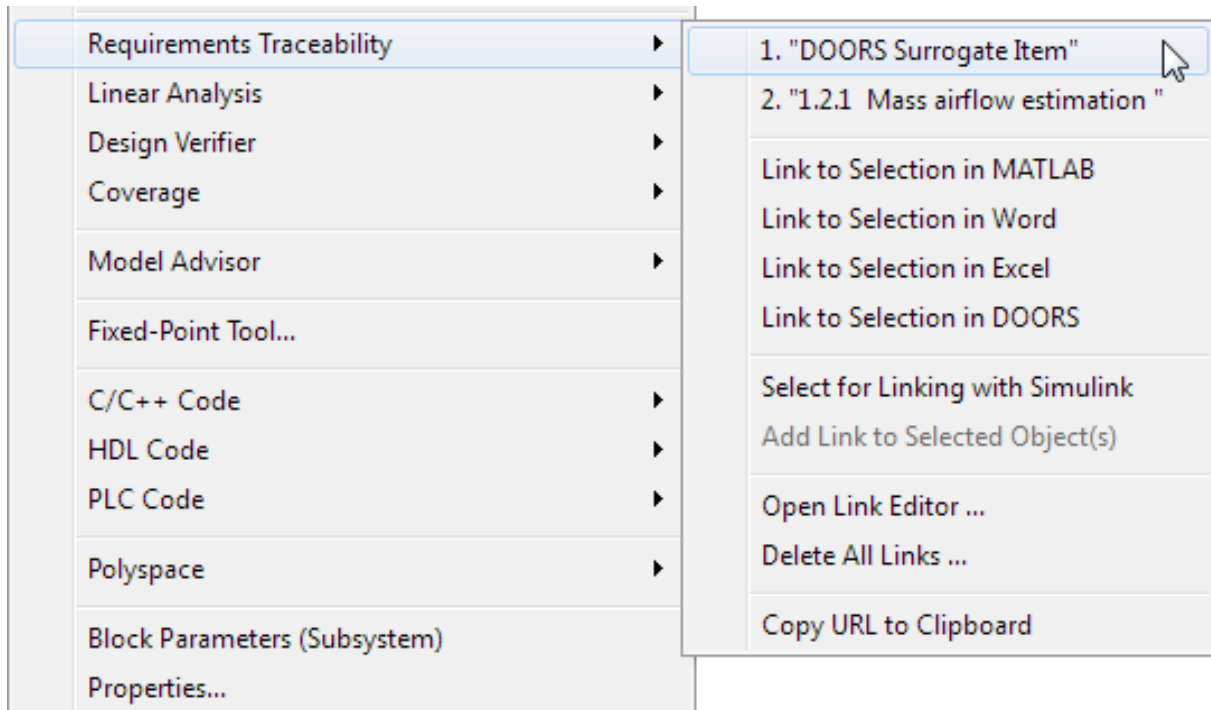 Requirements Traceability
Linear Analysis
Design Verifier
Coverage
Model Advisor
Fixed-Point Tool...
C/C++ Code
HDL Code
PLC Code
Polyspace
Block Parameters (Subsystem)
Properties...
1. "DOORS Surrogate Item"
2. "1.2.1  Mass airflow estimation "
Link to Selection in MATLAB
Link to Selection in Word
Link to Selection in Excel
Link to Selection in DOORS
Select for Linking with Simulink
Add Link to Selected Object(s)
Open Link Editor ...
Delete All Links ...
Copy URL to Clipboard